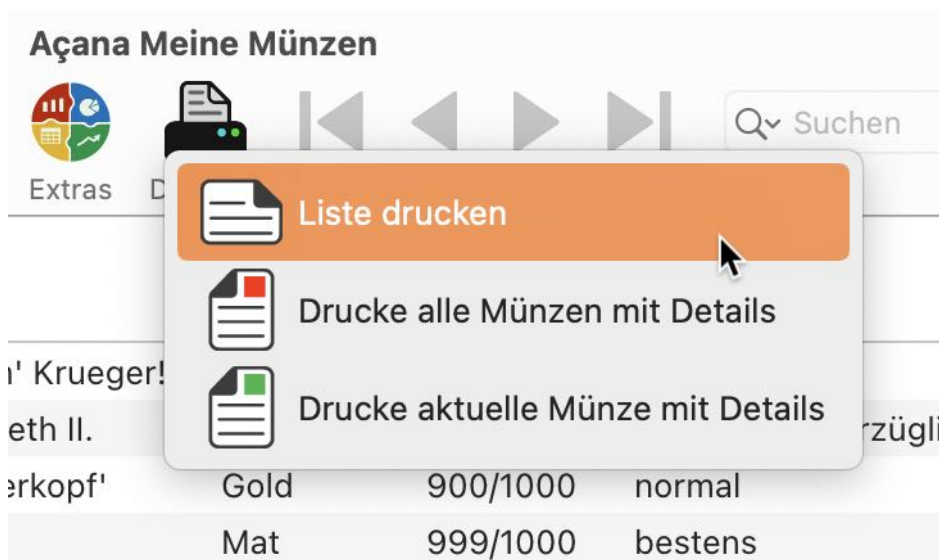 Açana Meine Münzen
Suchen
Extras D
Liste drucken
Drucke alle Münzen mit Details
Drucke aktuelle Münze mit Details
n' Krueger!
eth II. rzügli
erkopf' Gold 900/1000 normal
Mat 999/1000 bestens